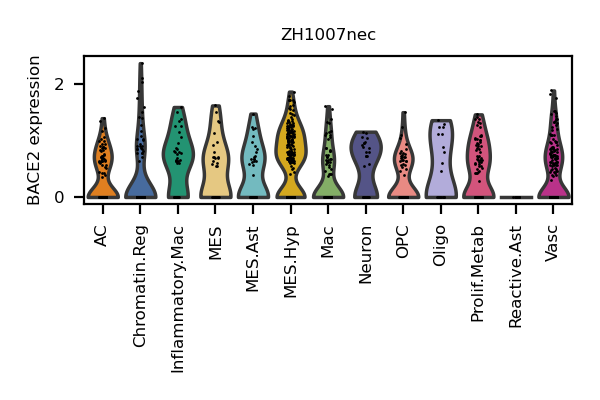 ZH1007nec
BACE2 expression
2
0
AC
Chromatin.Reg
Inflammatory.Mac
MES
MES.Ast
MES.Hyp
Mac
Neuron
OPC
Oligo
Prolif.Metab
Reactive.Ast
Vasc